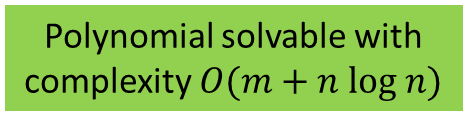 Polynomial solvable with
complexity O(m + n log n)